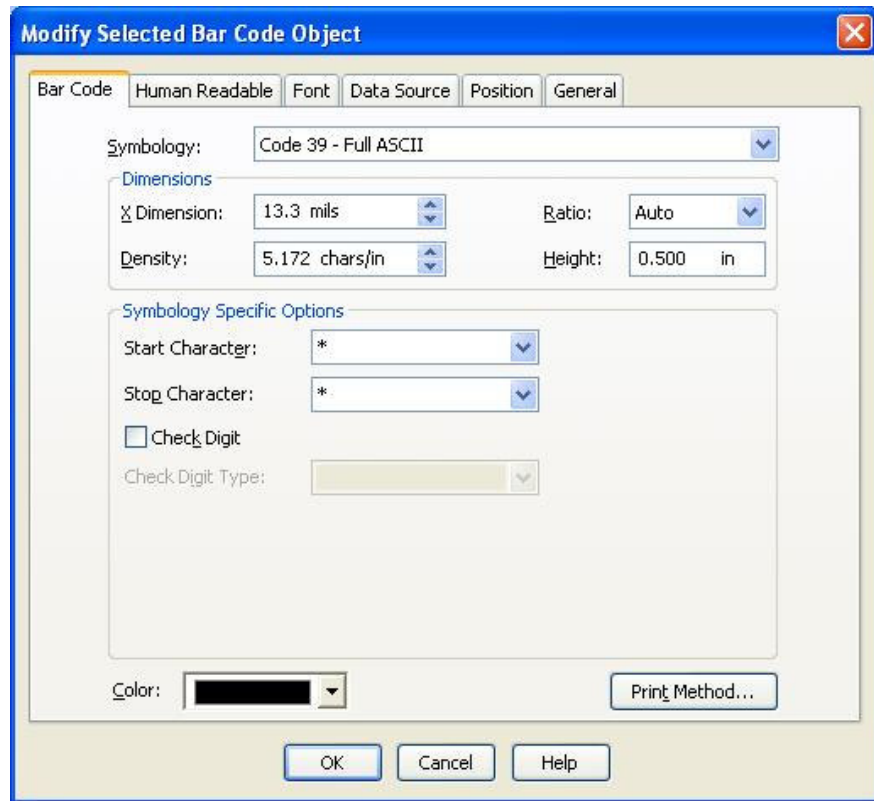 Modify Selected Bar Code Object
Bar Code Human Readable Font Data Source Position General
Symbology: Code 39 - Full ASCII
Dimensions
X Dimension: 13.3 mils Ratio: Auto
Density: 5.172 chars/in Height: 0.500 in
Symbology Specific Options
Start Character: *
Stop Character: *
Check Digit
Check Digit Type:
Color: Print Method...
OK Cancel Help